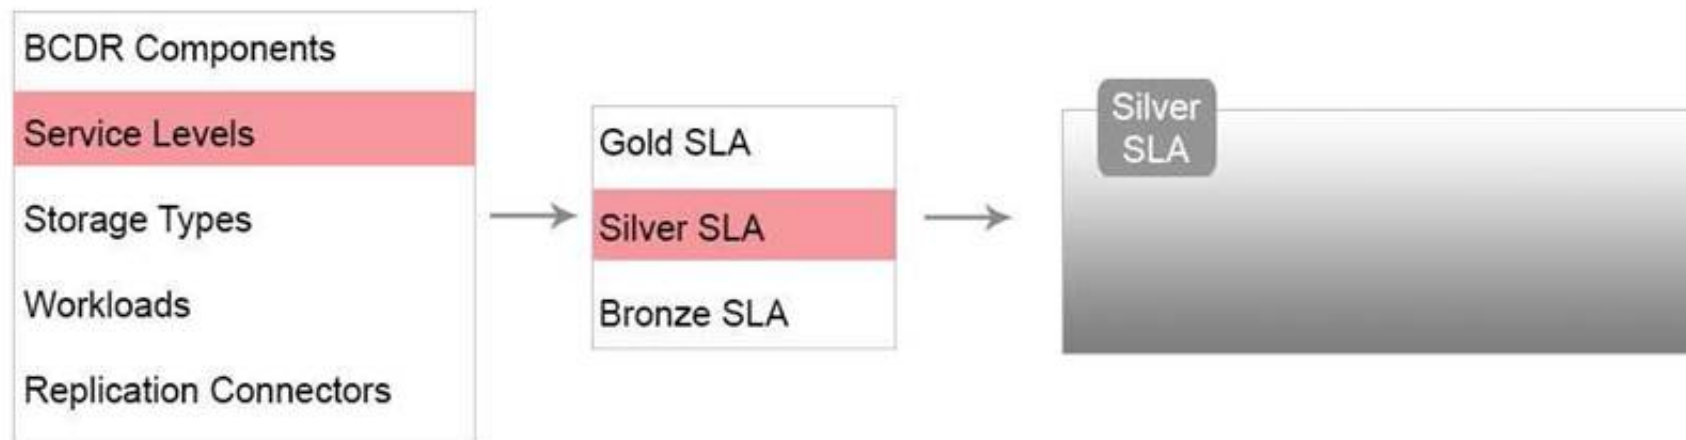 BCDR Components
Service Levels
Storage Types
Workloads
Replication Connectors
Gold SLA
Silver SLA
Bronze SLA
Silver
SLA